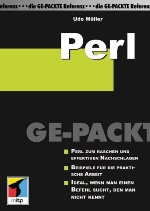 Referenz•••die GE-PACKTE Referenz•••die GE-PACKTE Referenz
Udo Müller
Perl
GE-PACKT
PERL ZUM RASCHEN UND
EFFEKTIVEN NACHSCHLAGEN
BEISPIELE FÜR DIE PRAKTI-
SCHE ARBEIT
IDEAL, WENN MAN EINEN
BEFEHL SUCHT, DEN MAN
NICHT KENNT
mitp